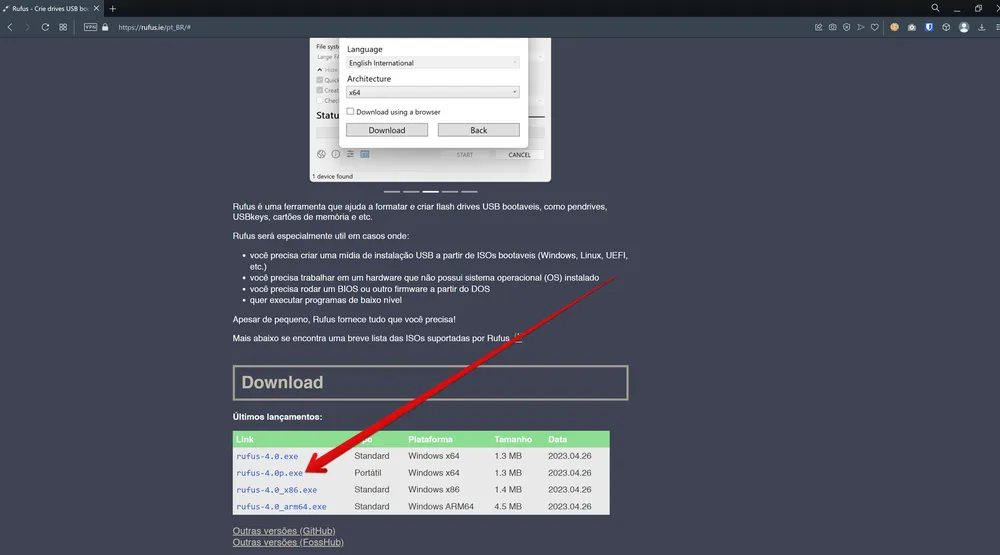 Rufus - Crie drives USB boo
VPN
https://rufus.ie/pt_BR/#
File syste
Large FA
Language
English International
Architecture
x64
Hide
Quick
Creat
Check
Download using a browser
Statu
Download Back
START CANCEL
1 device found
Rufus é uma ferramenta que ajuda a formatar e criar flash drives USB bootaveis, como pendrives,
USBkeys, cartões de memória e etc.
Rufus será especialmente util em casos onde:
você precisa criar uma mídia de instalação USB a partir de ISOs bootaveis (Windows, Linux, UEFI,
etc.)
você precisa trabalhar em um hardware que não possui sistema operacional (OS) instalado
você precisa rodar um BIOS ou outro firmware a partir do DOS
quer executar programas de baixo nível
Apesar de pequeno, Rufus fornece tudo que você precisa!
Mais abaixo se encontra uma breve lista das ISOs suportadas por Rufus
Download
Últimos lançamentos:
Link Plataforma Tamanho Data
rufus-4.0.exe Standard Windows x64 1.3 MB 2023.04.26
rufus-4.0p.exe Portátil Windows x64 1.3 MB 2023.04.26
rufus-4.0_x86.exe Standard Windows x86 1.4 MB 2023.04.26
rufus-4.0_arm64.exe Standard Windows ARM64 4.5 MB 2023.04.26
Outras versões (GitHub)
Outras versões (FossHub)